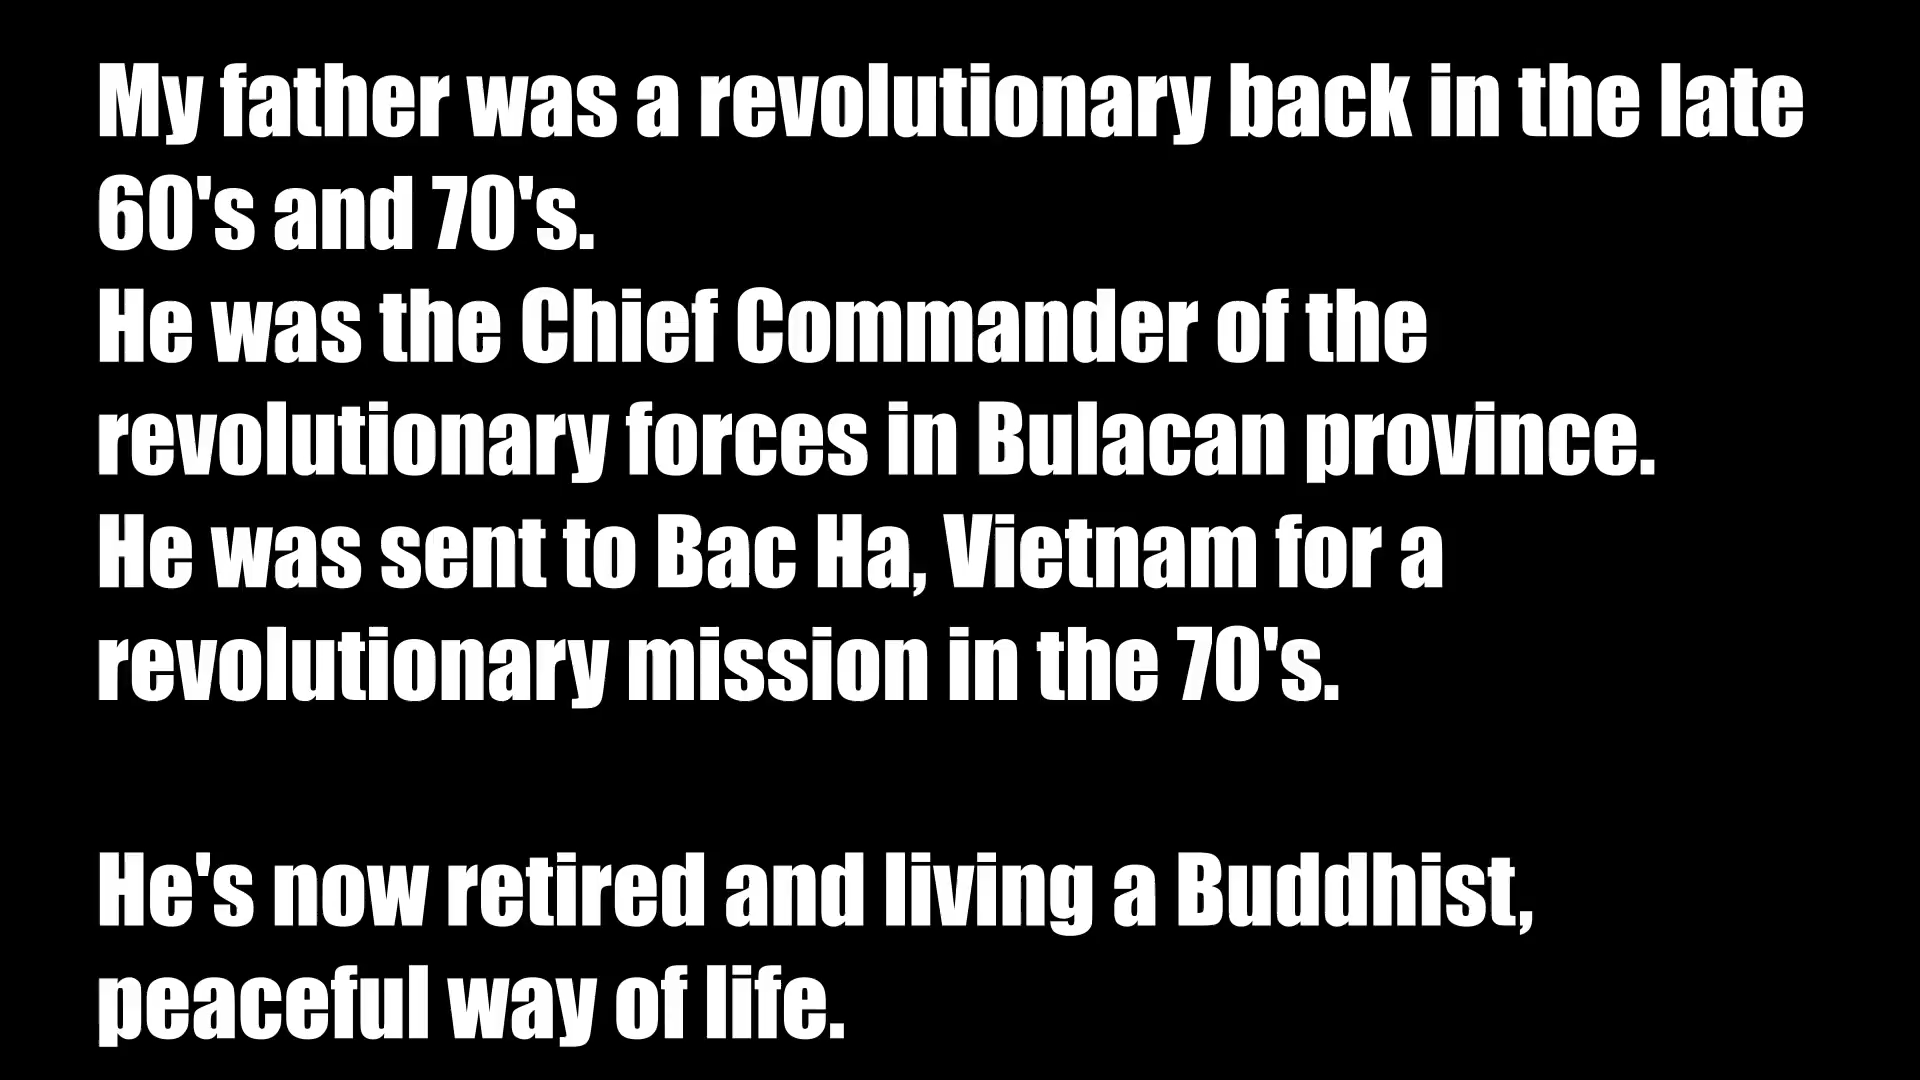 My father was a revolutionary back in the late
60's and 70's.
He was the Chief Commander of the
revolutionary forces in Bulacan province.
He was sent to Bac Ha, Vietnam for a
revolutionary mission in the 70's.
He's now retired and living a Buddhist,
peaceful way of life.